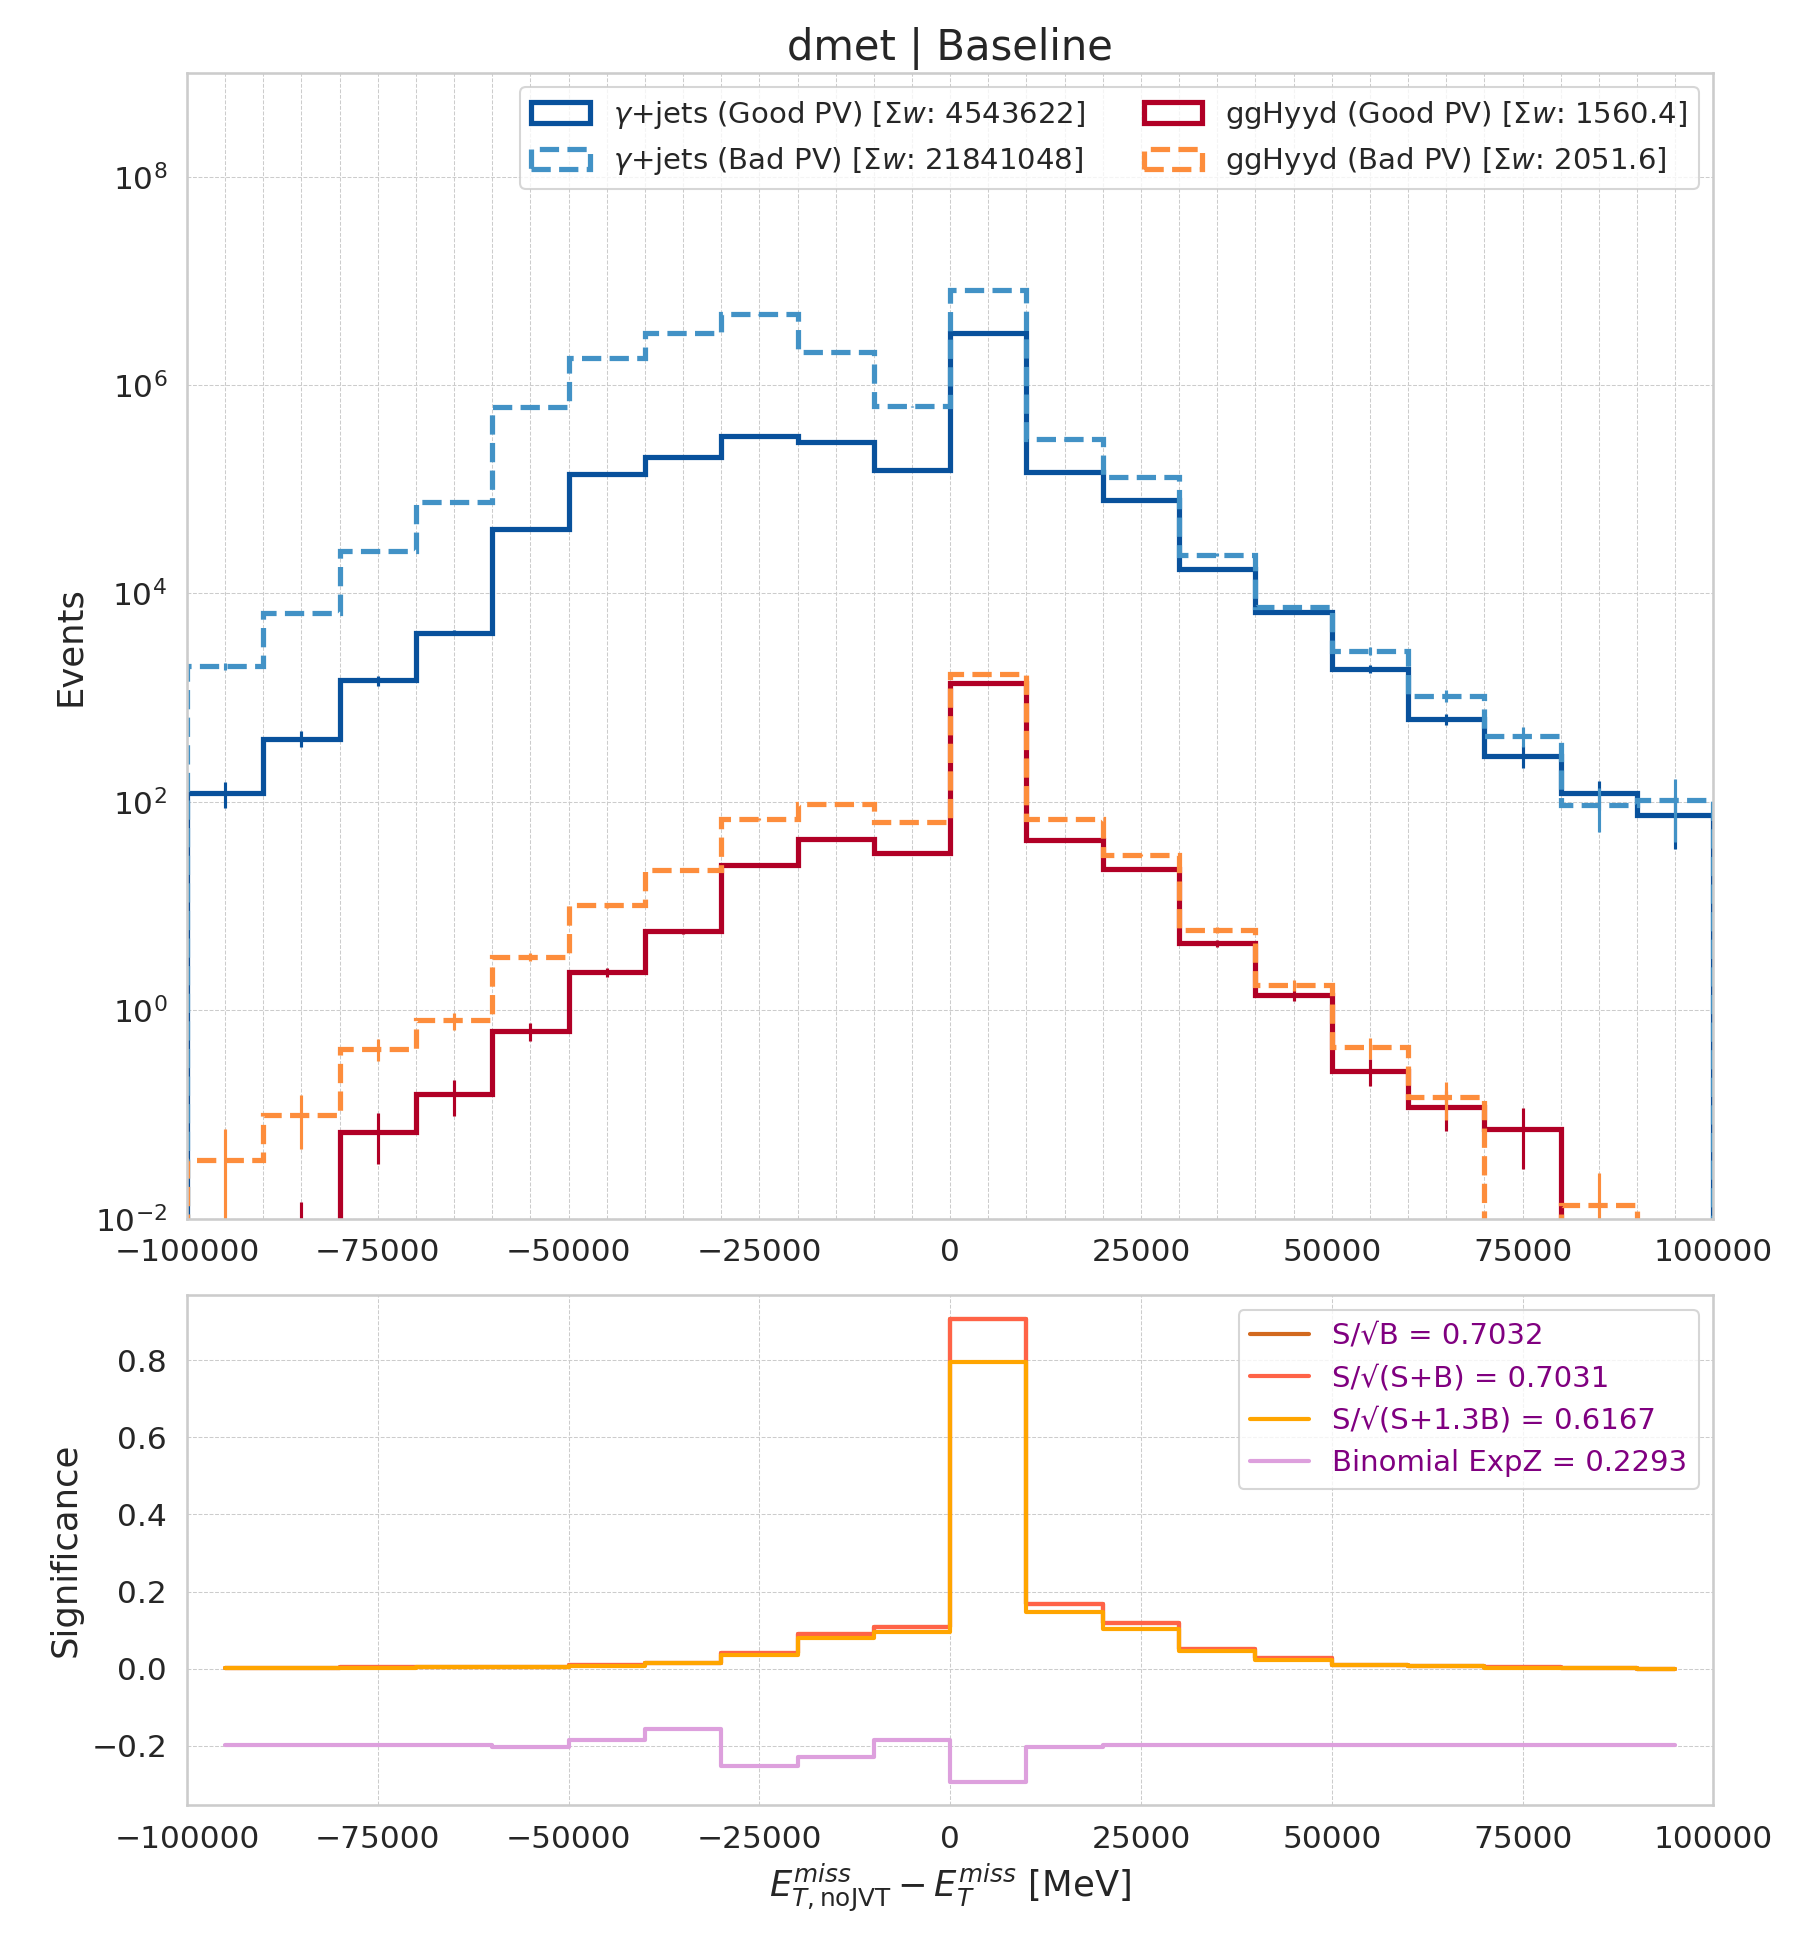 dmet | Baseline
γ+jets (Good PV) [Σw: 4543622]
γ+jets (Bad PV) [Σw: 21841048]
ggHyyd (Good PV) [Σw: 1560.4]
ggHyyd (Bad PV) [Σw: 2051.6]
Events
10^8
10^6
10^4
10^2
10^0
10^−2
−100000 −75000 −50000 −25000 0 25000 50000 75000 100000
Significance
0.8
0.6
0.4
0.2
0.0
−0.2
S/√B = 0.7032
S/√(S+B) = 0.7031
S/√(S+1.3B) = 0.6167
Binomial ExpZ = 0.2293
−100000 −75000 −50000 −25000 0 25000 50000 75000 100000
E_{T, noJVT}^{miss} − E_T^{miss} [MeV]